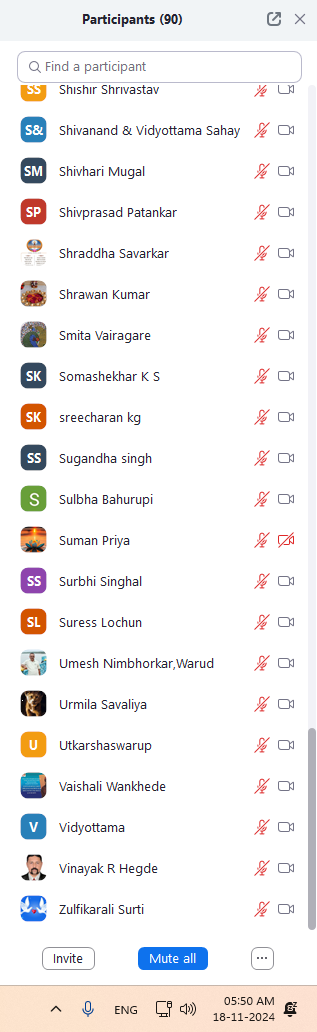 Participants (90)
Find a participant
SS Shishir Shrivastav
S& Shivanand & Vidyottama Sahay
SM Shivhari Mugal
SP Shivprasad Patankar
Shraddha Savarkar
Shrawan Kumar
Smita Vairagare
SK Somashekhar K S
SK sreecharan kg
SS Sugandha singh
S Sulbha Bahurupi
Suman Priya
SS Surbhi Singhal
SL Suress Lochun
Umesh Nimbhorkar,Warud
Urmila Savaliya
U Utkarshaswarup
Vaishali Wankhede
V Vidyottama
Vinayak R Hegde
Zulfikarali Surti
Invite Mute all
ENG 05:50 AM
18-11-2024